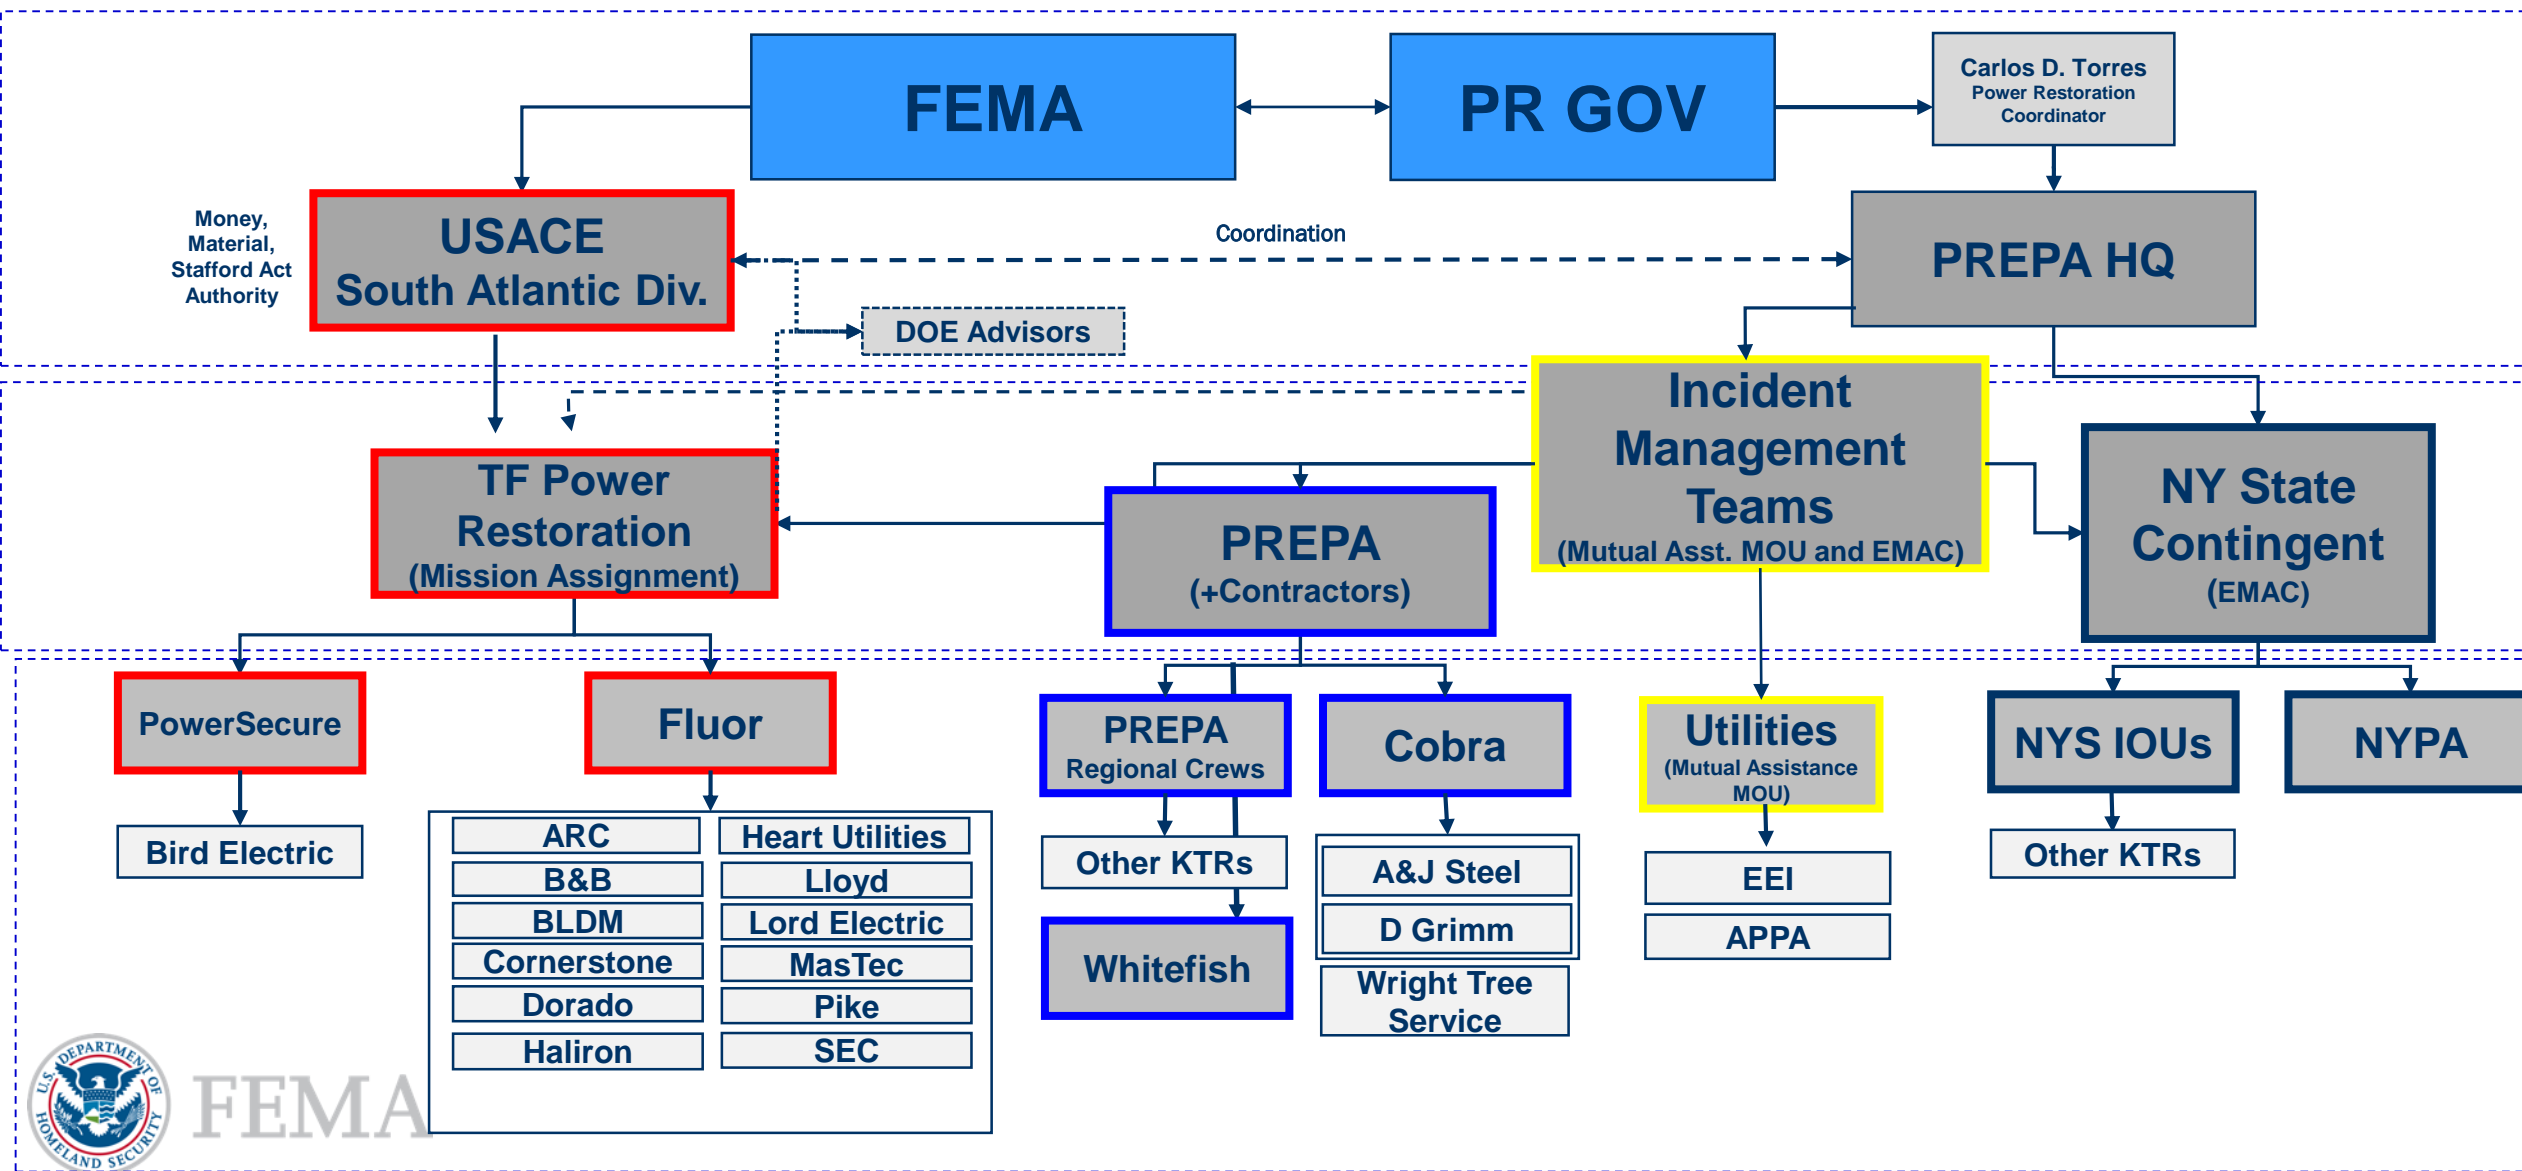 FEMA
PR GOV
Carlos D. Torres
Power Restoration
Coordinator
Money,
Material,
Stafford Act
Authority
USACE
South Atlantic Div.
Coordination
PREPA HQ
DOE Advisors
Incident
Management
Teams
(Mutual Asst. MOU and EMAC)
TF Power
Restoration
(Mission Assignment)
PREPA
(+Contractors)
NY State
Contingent
(EMAC)
PowerSecure
Fluor
PREPA
Regional Crews
Cobra
Utilities
(Mutual Assistance
MOU)
NYS IOUs
NYPA
Bird Electric
ARC
B&B
BLDM
Cornerstone
Dorado
Haliron
Heart Utilities
Lloyd
Lord Electric
MasTec
Pike
SEC
Other KTRs
Whitefish
A&J Steel
D Grimm
Wright Tree
Service
EEI
APPA
Other KTRs
U.S. DEPARTMENT OF
HOMELAND SECURITY
FEMA